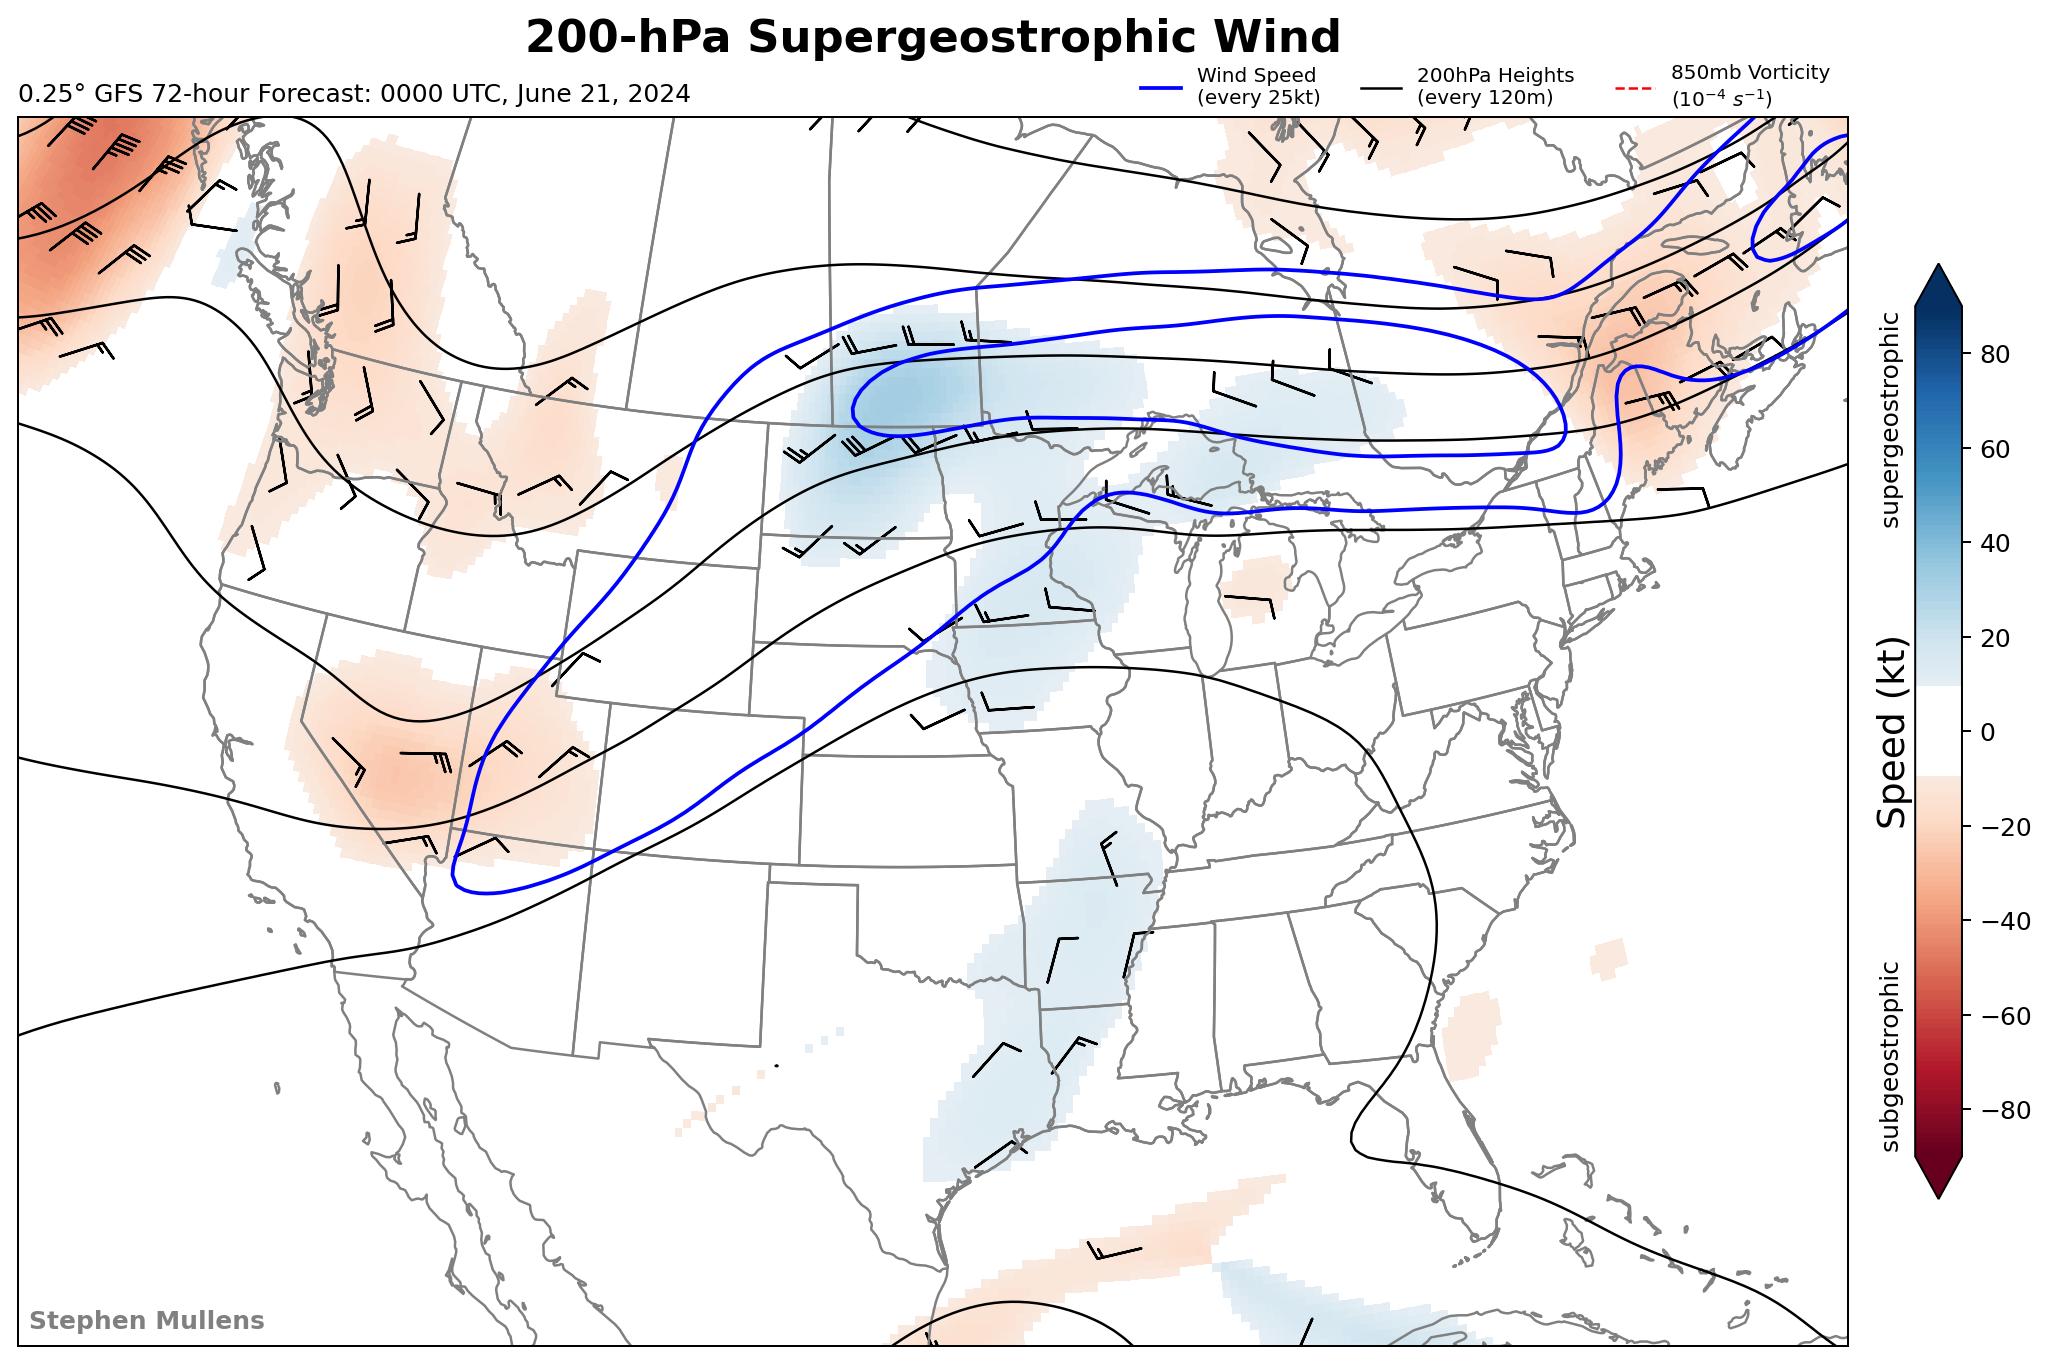 200-hPa Supergeostrophic Wind
0.25° GFS 72-hour Forecast: 0000 UTC, June 21, 2024
Wind Speed
(every 25kt)
200hPa Heights
(every 120m)
850mb Vorticity
(10⁻⁴ s⁻¹)
supergeostrophic
Speed (kt)
subgeostrophic
80
60
40
20
0
−20
−40
−60
−80
Stephen Mullens